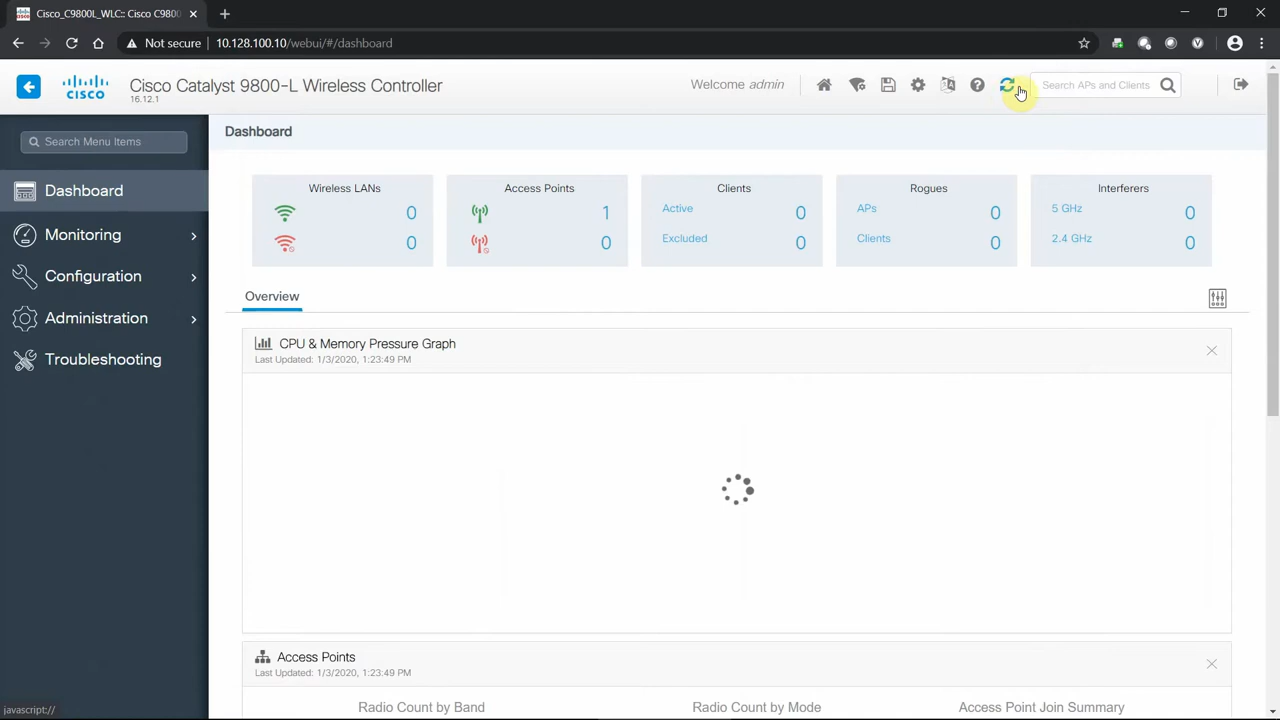 Cisco_C9800L_WLC:: Cisco C9800
Not secure
10.128.100.10/webui/#/dashboard
CISCO
Cisco Catalyst 9800-L Wireless Controller
16.12.1
Welcome admin
Search APs and Clients
Search Menu Items
Dashboard
Monitoring
Configuration
Administration
Troubleshooting
Dashboard
Wireless LANs
0
0
Access Points
1
0
Clients
Active 0
Excluded 0
Rogues
APs 0
Clients 0
Interferers
5 GHz 0
2.4 GHz 0
Overview
CPU & Memory Pressure Graph
Last Updated: 1/3/2020, 1:23:49 PM
Access Points
Last Updated: 1/3/2020, 1:23:49 PM
Radio Count by Band
Radio Count by Mode
Access Point Join Summary
javascript://